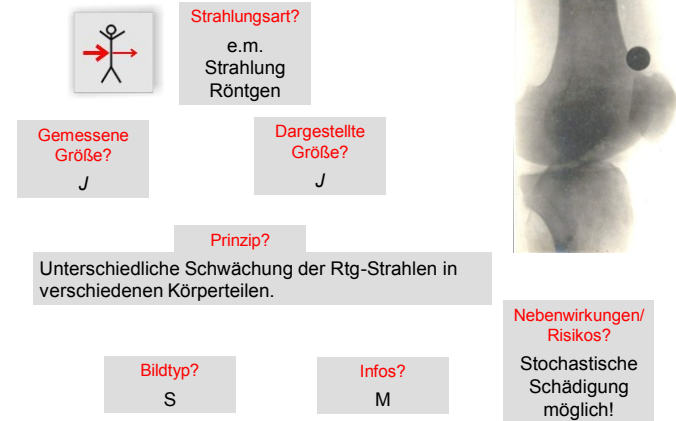 Strahlungsart?
e.m.
Strahlung
Röntgen
Gemessene
Größe?
J
Dargestellte
Größe?
J
Prinzip?
Unterschiedliche Schwächung der Rtg-Strahlen in
verschiedenen Körperteilen.
Bildtyp?
S
Infos?
M
Nebenwirkungen/
Risikos?
Stochastische
Schädigung
möglich!